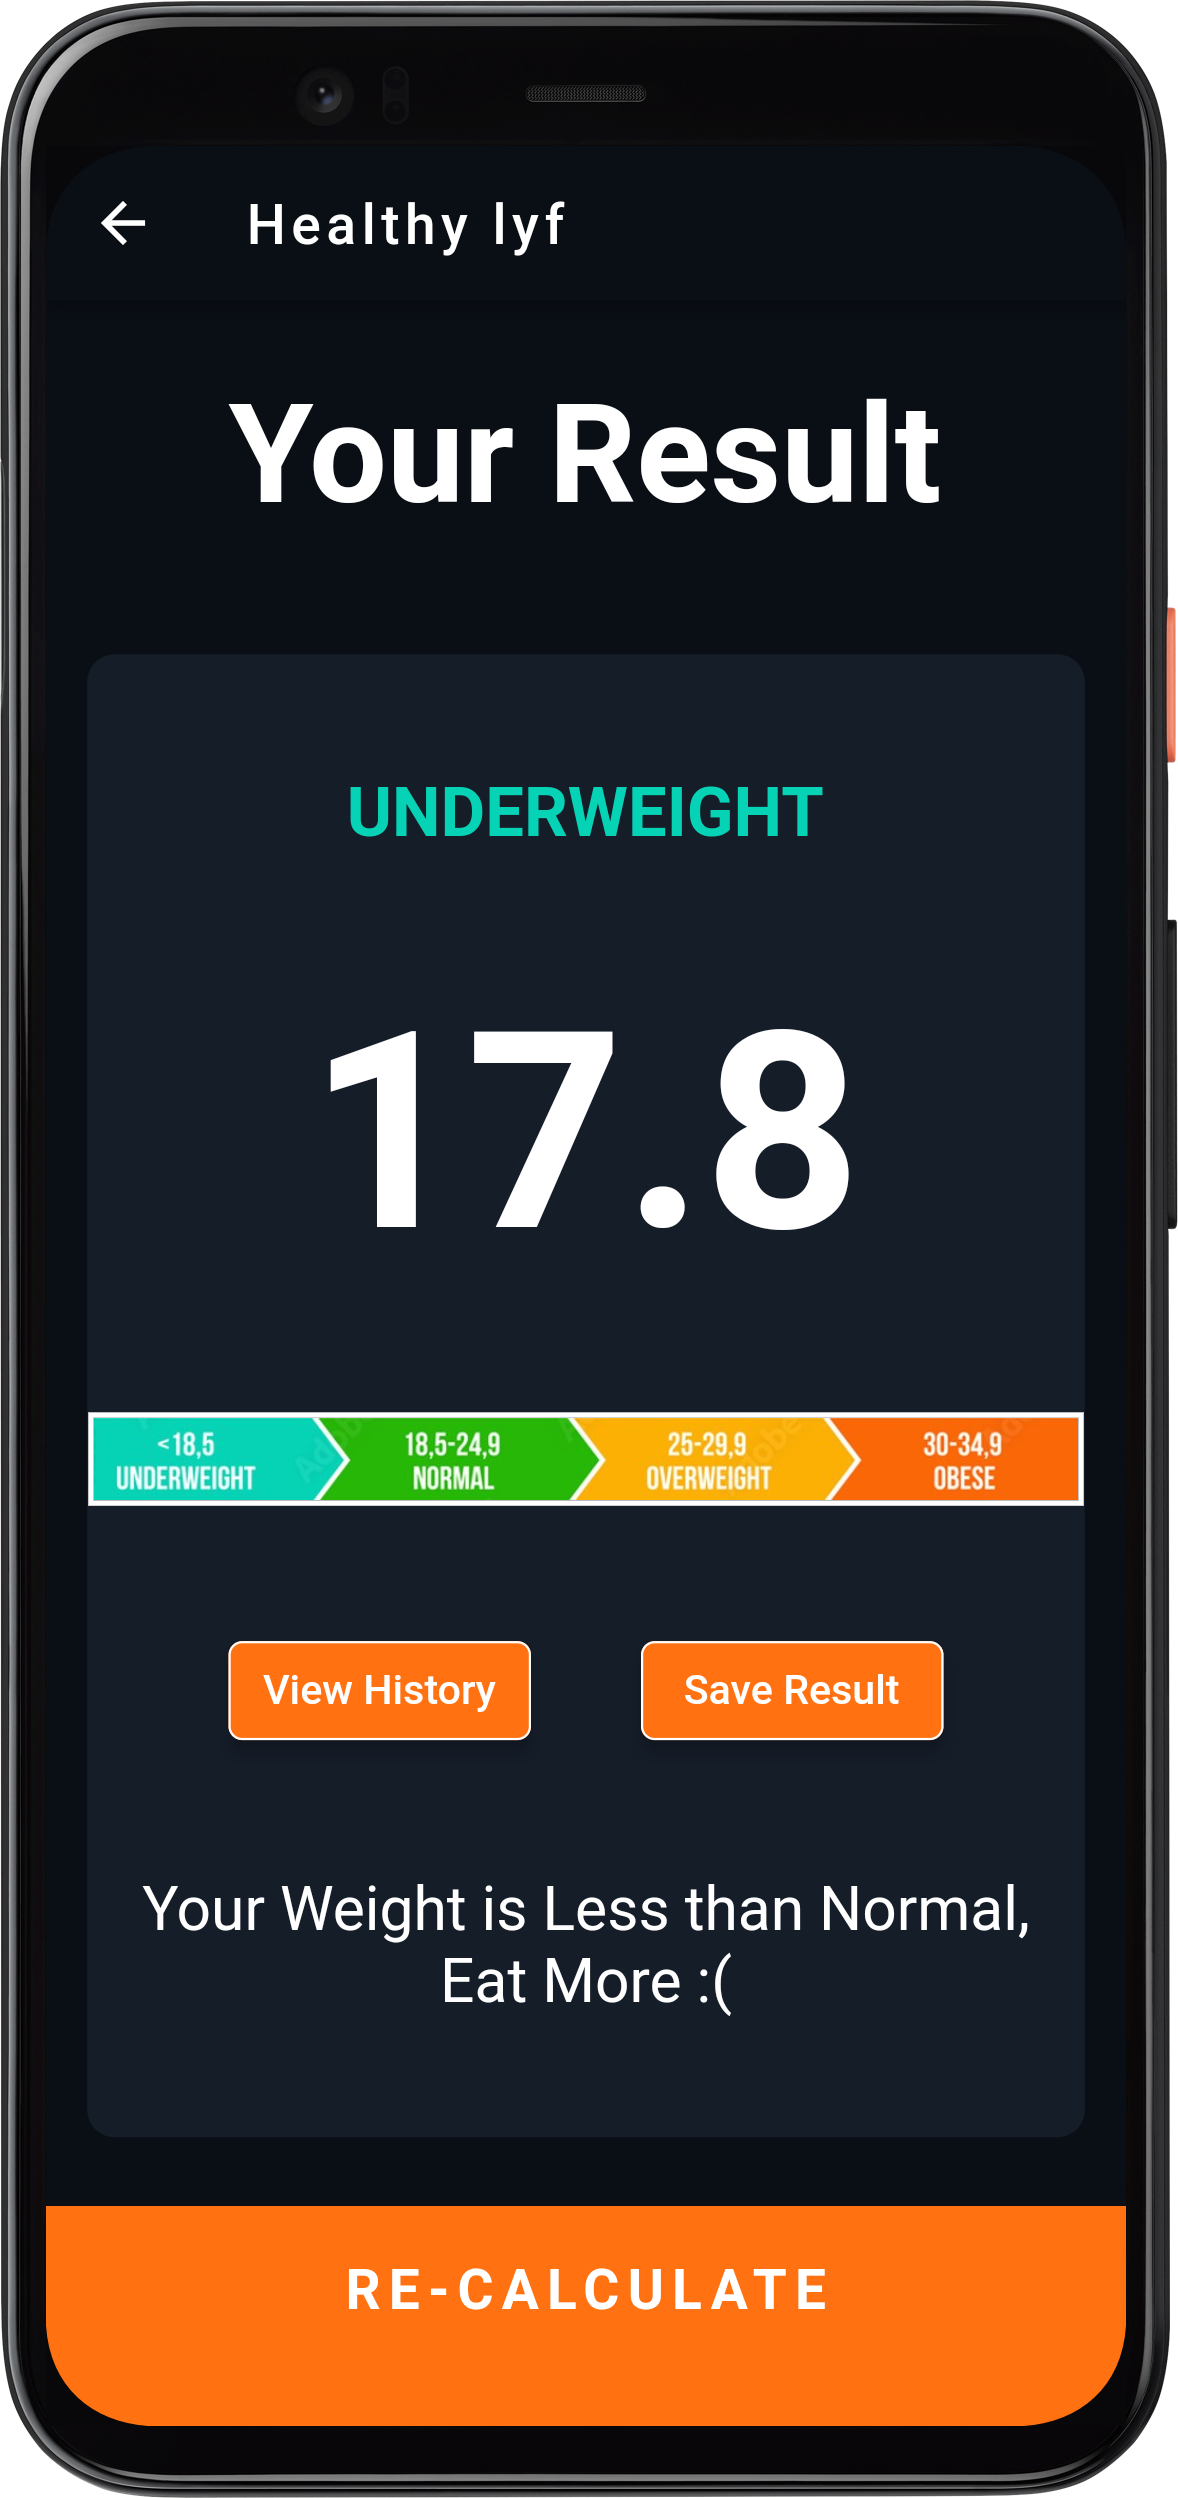 Healthy lyf
Your Result
UNDERWEIGHT
17.8
<18,5
UNDERWEIGHT
18,5-24,9
NORMAL
25-29,9
OVERWEIGHT
30-34,9
OBESE
View History
Save Result
Your Weight is Less than Normal,
Eat More :(
RE-CALCULATE